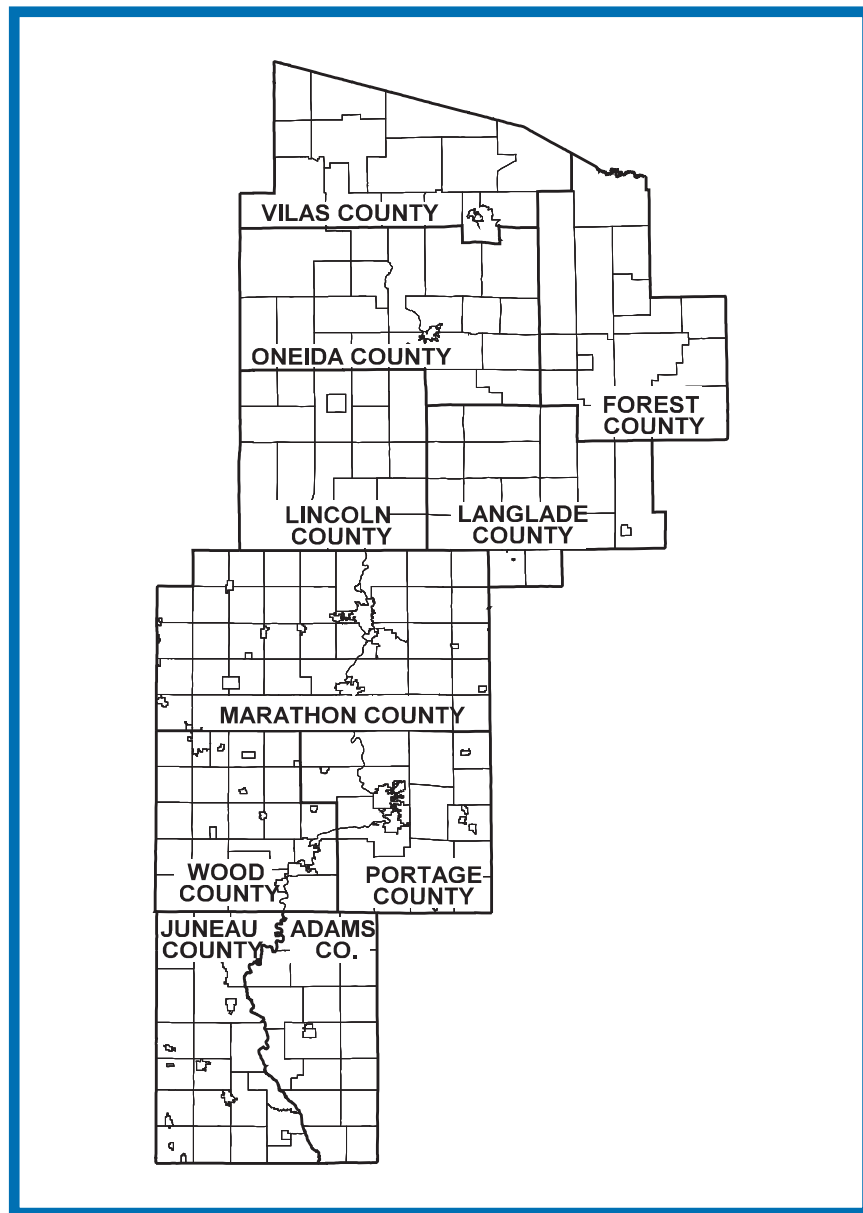 VILAS COUNTY
ONEIDA COUNTY
FOREST
COUNTY
LINCOLN
COUNTY
LANGLADE
COUNTY
MARATHON COUNTY
WOOD
COUNTY
PORTAGE
COUNTY
JUNEAU
COUNTY
ADAMS
CO.